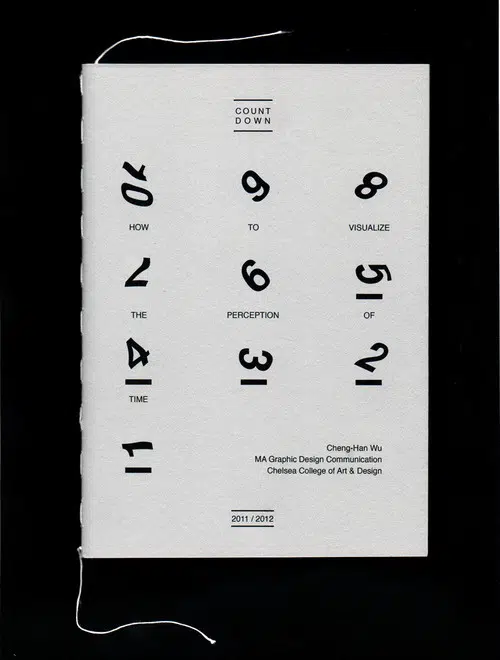 COUNT
DOWN
10 9 8
HOW TO VISUALIZE
7 6 5
THE PERCEPTION OF
4 3 2
TIME
1
Cheng-Han Wu
MA Graphic Design Communication
Chelsea College of Art & Design
2011 / 2012